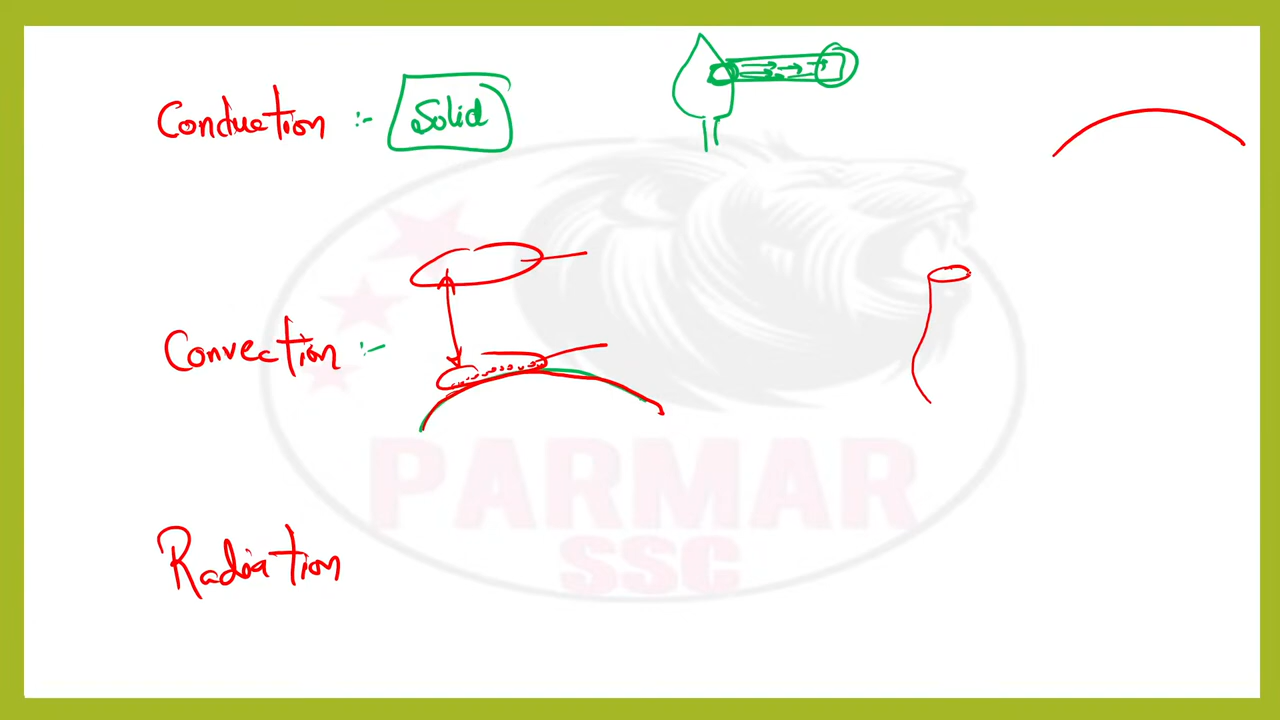 Conduction :- Solid
Convection :-
Radiation
PARMAR
SSC